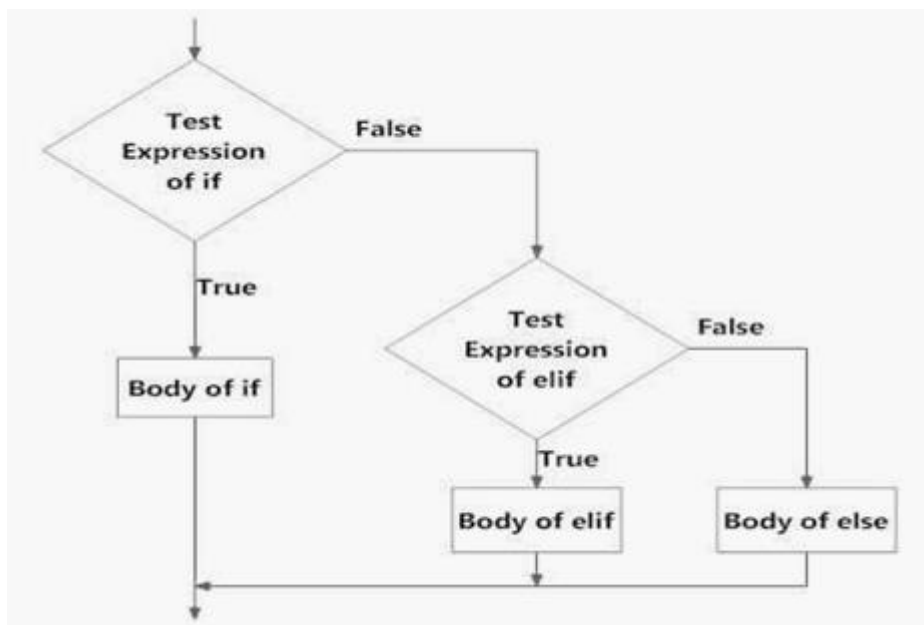 Test
Expression
of if
False
True
Body of if
Test
Expression
of elif
False
True
Body of elif
Body of else